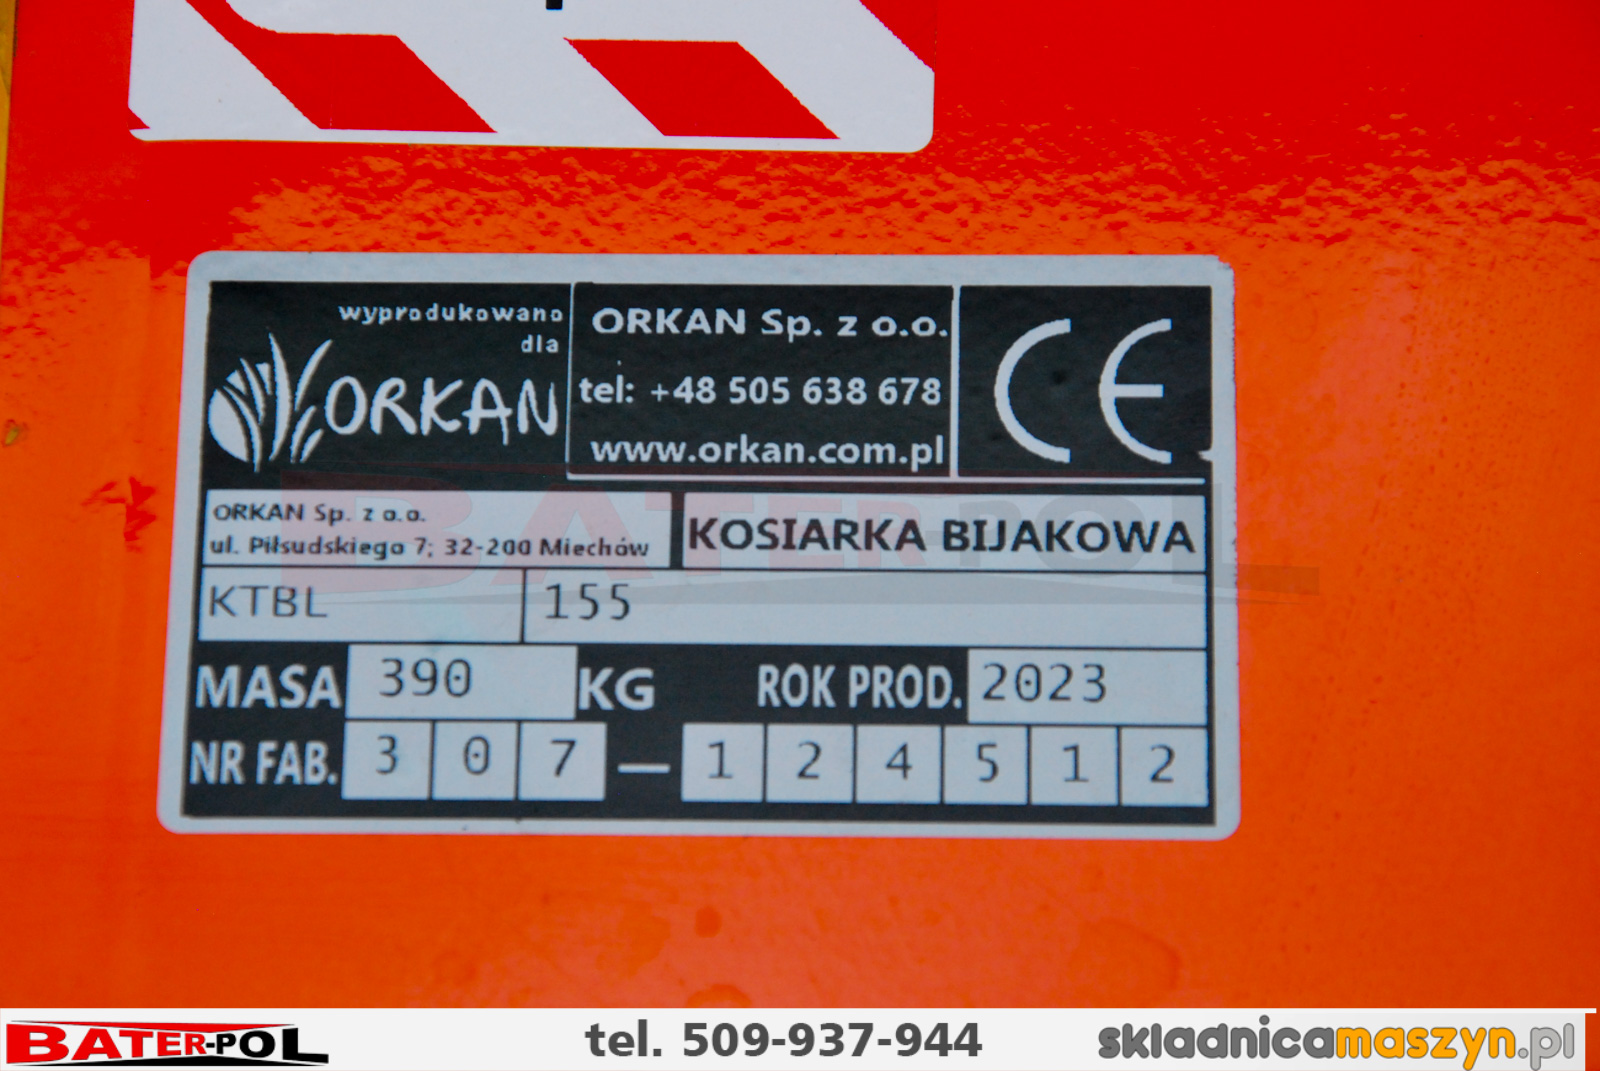 wyprodukowano
dla
ORKAN
ORKAN Sp. z o.o.
tel: +48 505 638 678
www.orkan.com.pl
CE
ORKAN Sp. z o.o.
ul. Piłsudskiego 7; 32-200 Miechów
KOSIARKA BIJAKOWA
KTBL 155
MASA 390 KG ROK PROD. 2023
NR FAB. 3 0 7 — 1 2 4 5 1 2
BATER-POL
BATER-POL tel. 509-937-944 skladnicamaszyn.pl